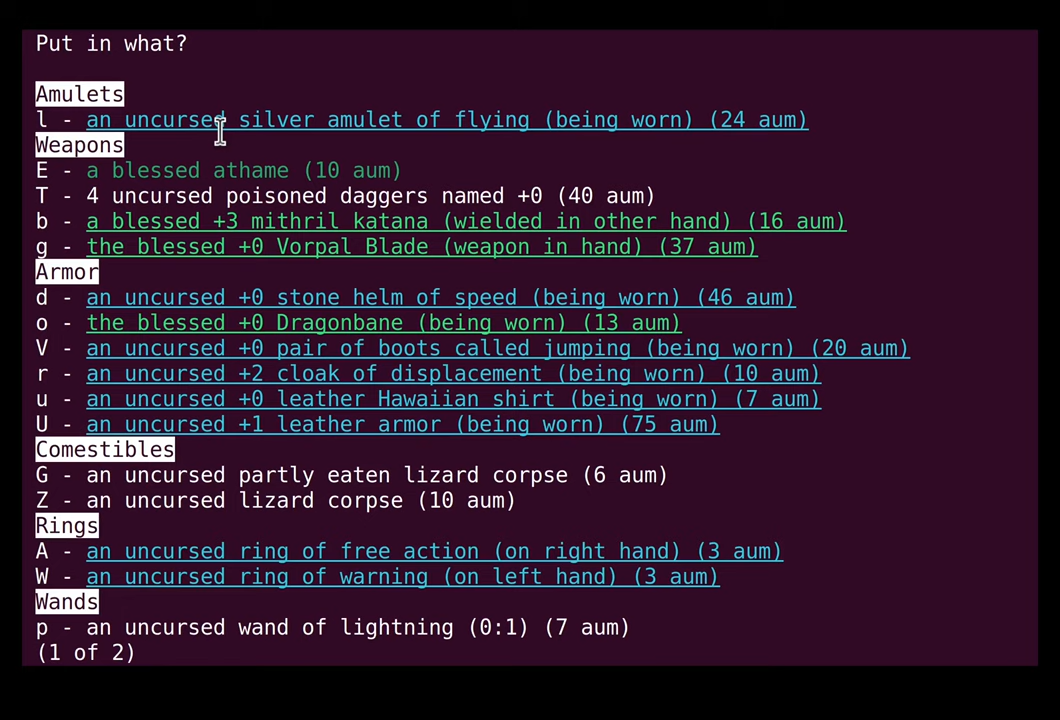 Put in what?
Amulets
l - an uncursed silver amulet of flying (being worn) (24 aum)
Weapons
E - a blessed athame (10 aum)
T - 4 uncursed poisoned daggers named +0 (40 aum)
b - a blessed +3 mithril katana (wielded in other hand) (16 aum)
g - the blessed +0 Vorpal Blade (weapon in hand) (37 aum)
Armor
d - an uncursed +0 stone helm of speed (being worn) (46 aum)
o - the blessed +0 Dragonbane (being worn) (13 aum)
V - an uncursed +0 pair of boots called jumping (being worn) (20 aum)
r - an uncursed +2 cloak of displacement (being worn) (10 aum)
u - an uncursed +0 leather Hawaiian shirt (being worn) (7 aum)
U - an uncursed +1 leather armor (being worn) (75 aum)
Comestibles
G - an uncursed partly eaten lizard corpse (6 aum)
Z - an uncursed lizard corpse (10 aum)
Rings
A - an uncursed ring of free action (on right hand) (3 aum)
W - an uncursed ring of warning (on left hand) (3 aum)
Wands
p - an uncursed wand of lightning (0:1) (7 aum)
(1 of 2)